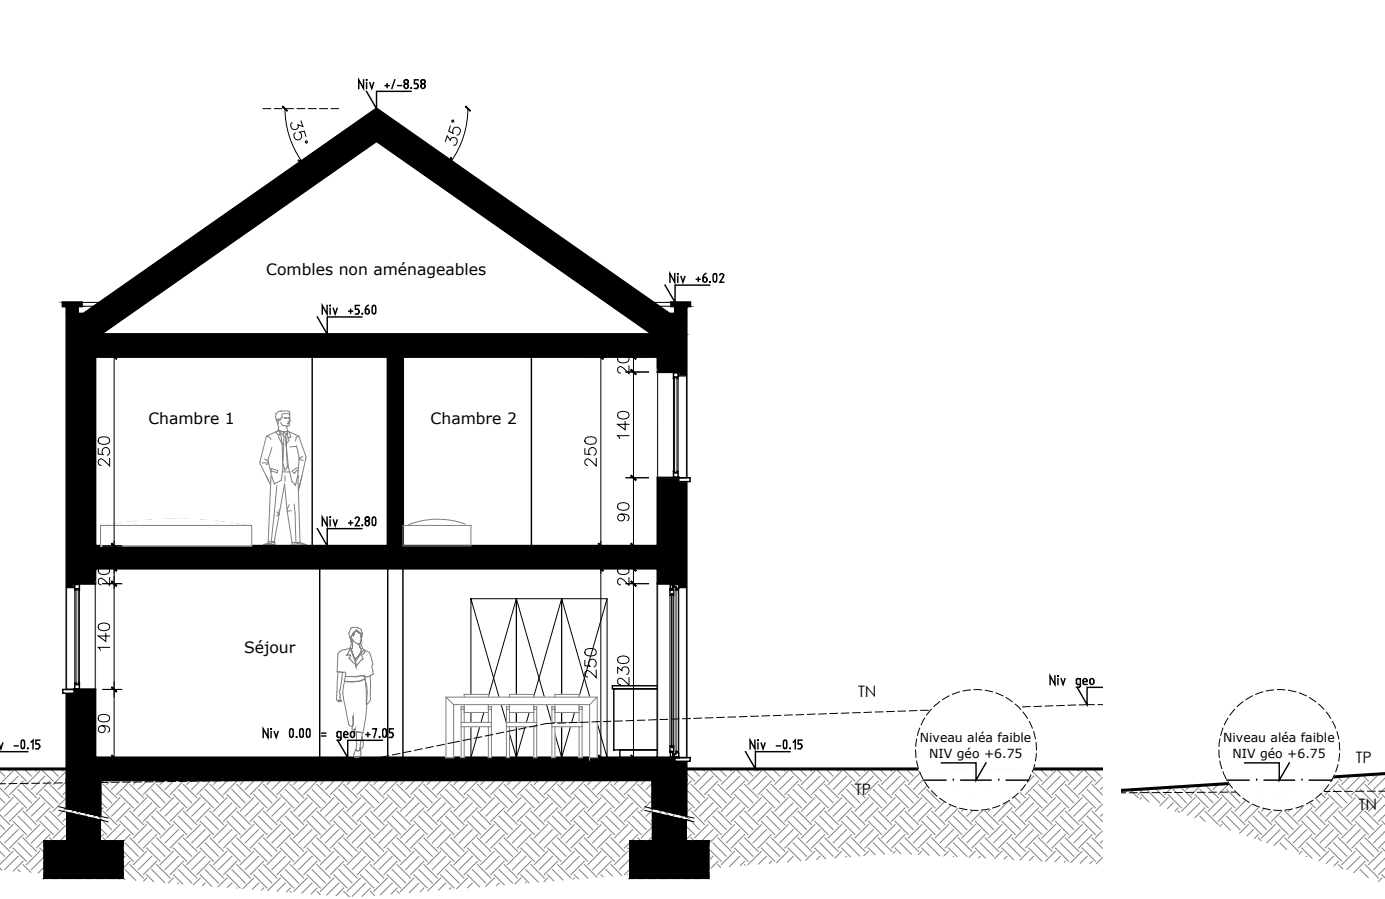 Niv +/-8.58
35°
35°
Combles non aménageables
Niv +6.02
Niv +5.60
20
Chambre 1
Chambre 2
140
250
250
90
Niv +2.80
20
20
140
Séjour
250
230
TN
Niv geo
90
Niv 0.00 = geo +7.05
-0.15
Niv -0.15
Niveau aléa faible
NIV géo +6.75
Niveau aléa faible
NIV géo +6.75
TP
TP
TN